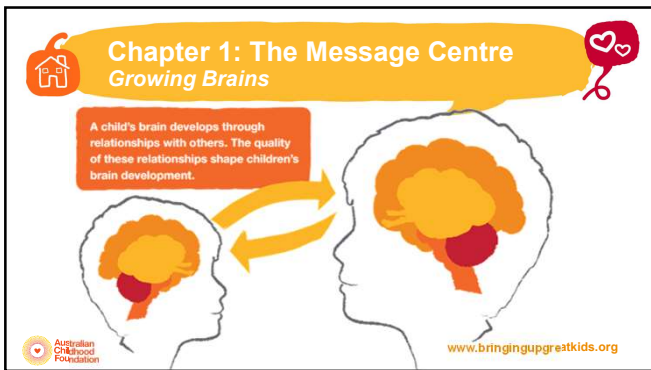 Chapter 1: The Message Centre
Growing Brains
A child's brain develops through
relationships with others. The quality
of these relationships shape children's
brain development.
Australian
Childhood
Foundation
www.bringingupgreatkids.org